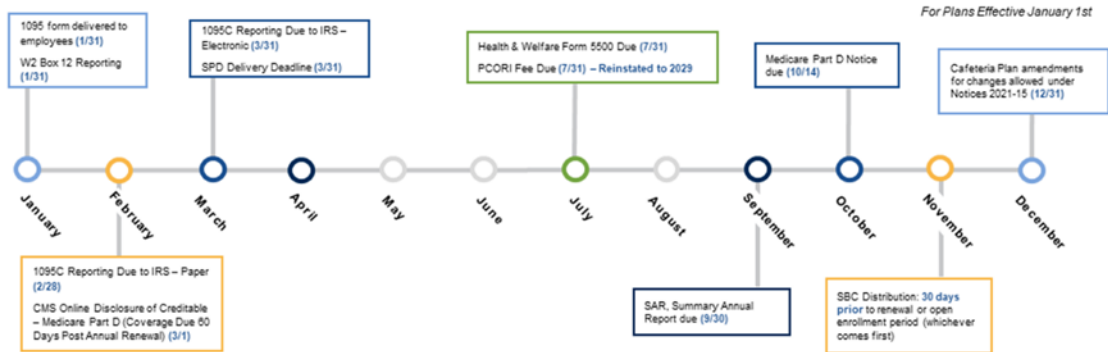 For Plans Effective January 1st
1095 form delivered to
employees (1/31)
W2 Box 12 Reporting
(1/31)
1095C Reporting Due to IRS –
Electronic (3/31)
SPD Delivery Deadline (3/31)
Health & Welfare Form 5500 Due (7/31)
PCORI Fee Due (7/31) – Reinstated to 2029
Medicare Part D Notice
due (10/14)
Cafeteria Plan amendments
for changes allowed under
Notices 2021-15 (12/31)
January
February
March
April
May
June
July
August
September
October
November
December
1095C Reporting Due to IRS – Paper
(2/28)
CMS Online Disclosure of Creditable
– Medicare Part D (Coverage Due 60
Days Post Annual Renewal) (3/1)
SAR, Summary Annual
Report due (9/30)
SBC Distribution: 30 days
prior to renewal or open
enrollment period (whichever
comes first)